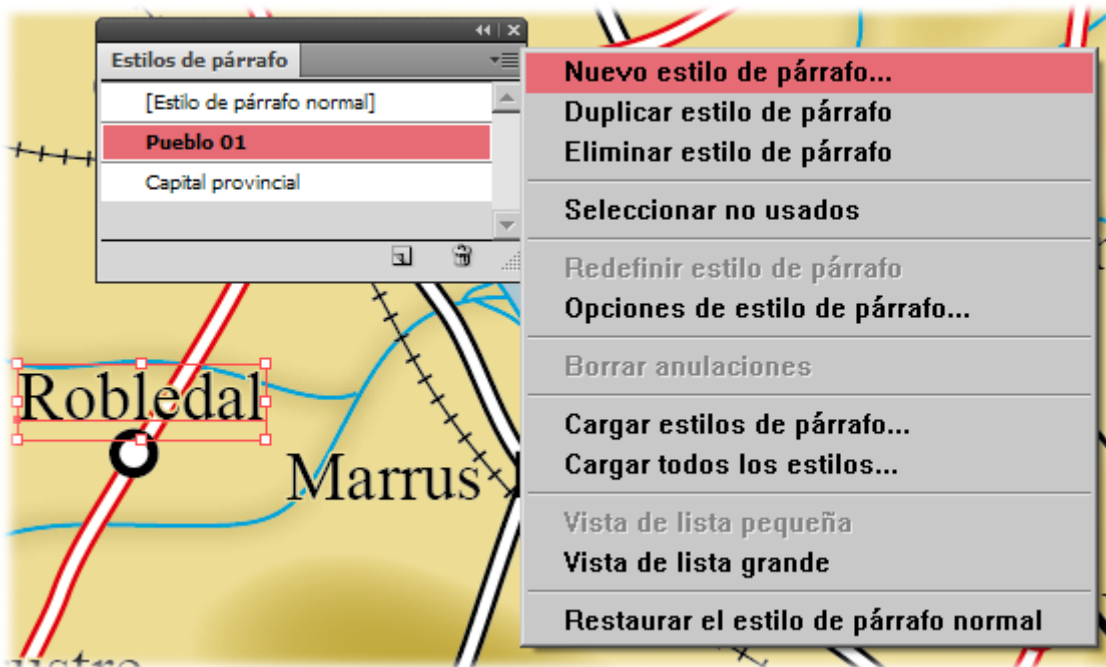 Estilos de párrafo
[Estilo de párrafo normal]
Pueblo 01
Capital provincial
Nuevo estilo de párrafo...
Duplicar estilo de párrafo
Eliminar estilo de párrafo
Seleccionar no usados
Redefinir estilo de párrafo
Opciones de estilo de párrafo...
Borrar anulaciones
Cargar estilos de párrafo...
Cargar todos los estilos...
Vista de lista pequeña
Vista de lista grande
Restaurar el estilo de párrafo normal
Robledal
Marrus